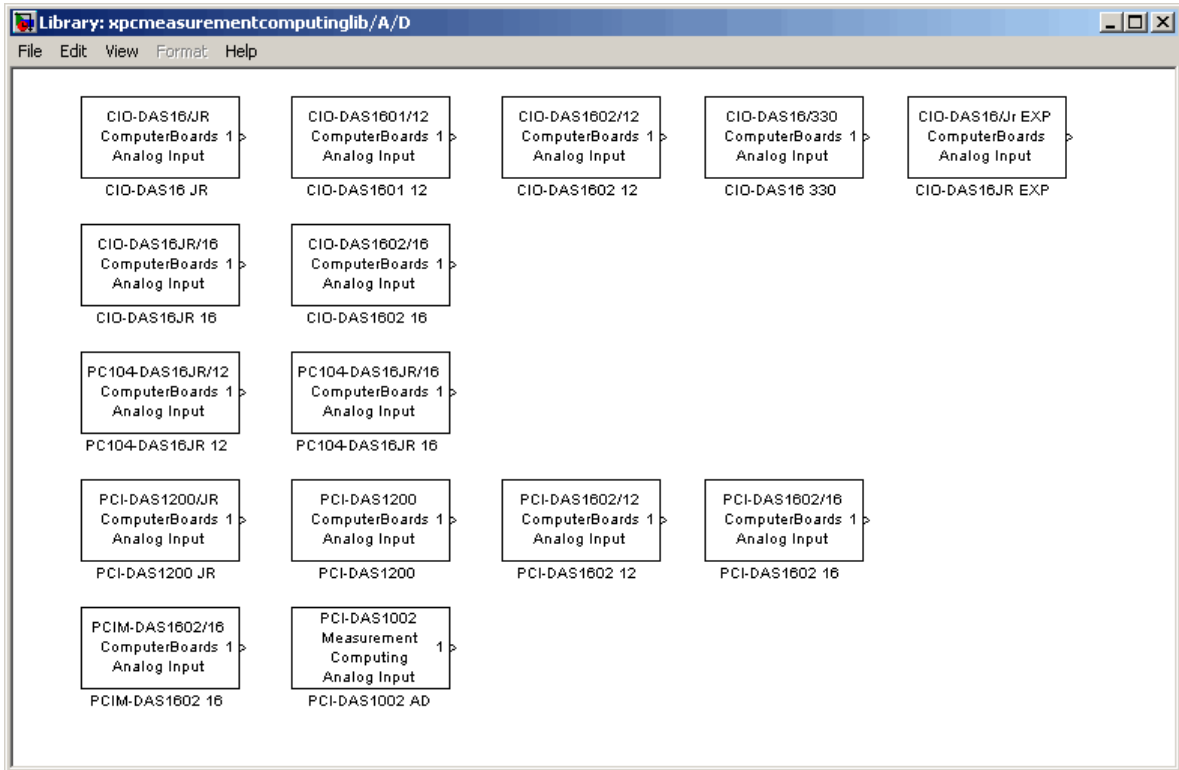 Library: xpcmeasurementcomputinglib/A/D
File Edit View Format Help
CIO-DAS16/JR
ComputerBoards 1
Analog Input
CIO-DAS16 JR
CIO-DAS1601/12
ComputerBoards 1
Analog Input
CIO-DAS1601 12
CIO-DAS1602/12
ComputerBoards 1
Analog Input
CIO-DAS1602 12
CIO-DAS16/330
ComputerBoards 1
Analog Input
CIO-DAS16 330
CIO-DAS16/Jr EXP
ComputerBoards
Analog Input
CIO-DAS16JR EXP
CIO-DAS16JR/16
ComputerBoards 1
Analog Input
CIO-DAS16JR 16
CIO-DAS1602/16
ComputerBoards 1
Analog Input
CIO-DAS1602 16
PC104-DAS16JR/12
ComputerBoards 1
Analog Input
PC104-DAS16JR 12
PC104-DAS16JR/16
ComputerBoards 1
Analog Input
PC104-DAS16JR 16
PCI-DAS1200/JR
ComputerBoards 1
Analog Input
PCI-DAS1200 JR
PCI-DAS1200
ComputerBoards 1
Analog Input
PCI-DAS1200
PCI-DAS1602/12
ComputerBoards 1
Analog Input
PCI-DAS1602 12
PCI-DAS1602/16
ComputerBoards 1
Analog Input
PCI-DAS1602 16
PCIM-DAS1602/16
ComputerBoards 1
Analog Input
PCIM-DAS1602 16
PCI-DAS1002
Measurement
Computing 1
Analog Input
PCI-DAS1002 AD